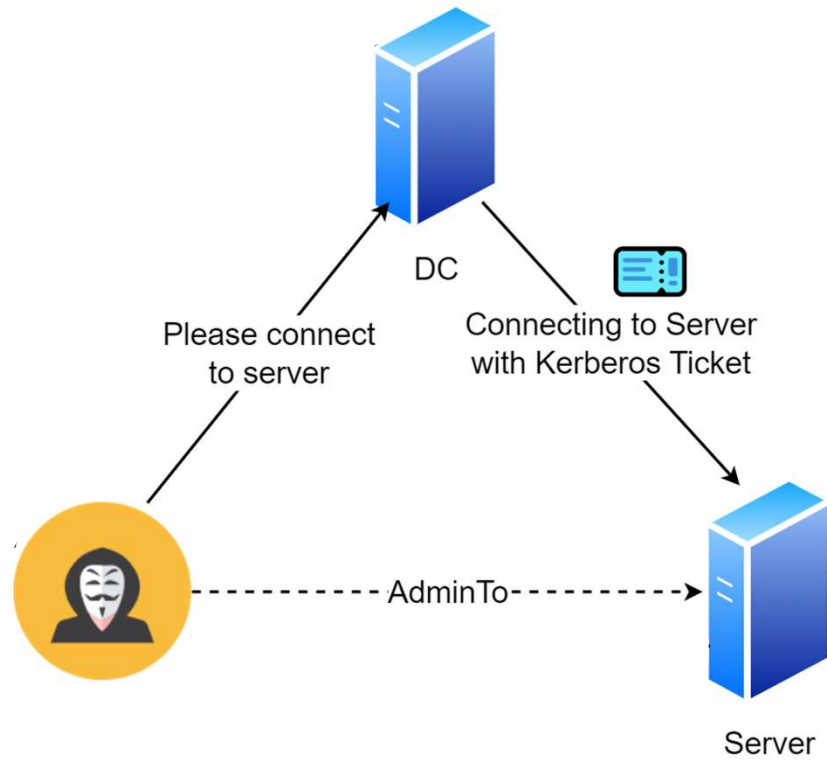 DC
Please connect
to server
Connecting to Server
with Kerberos Ticket
AdminTo
Server